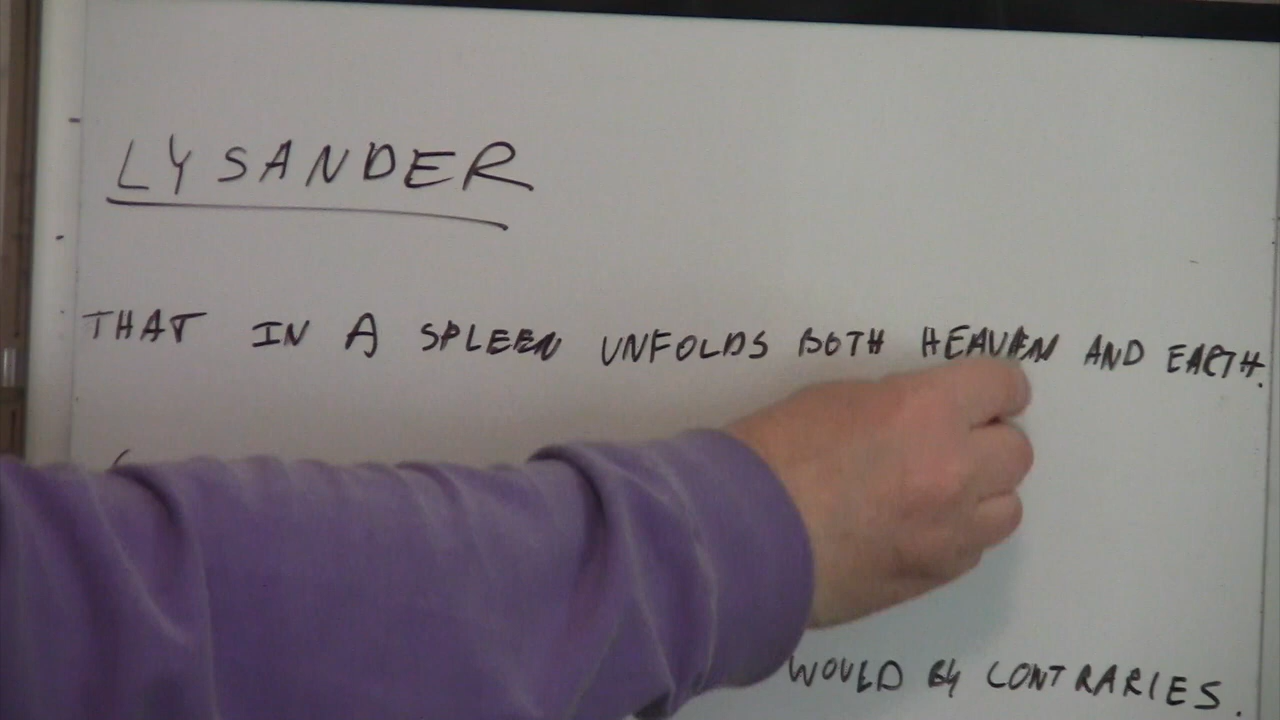 LYSANDER
THAT IN A SPLEEN UNFOLDS BOTH HEAVEN AND EARTH.
WOULD BY CONTRARIES.